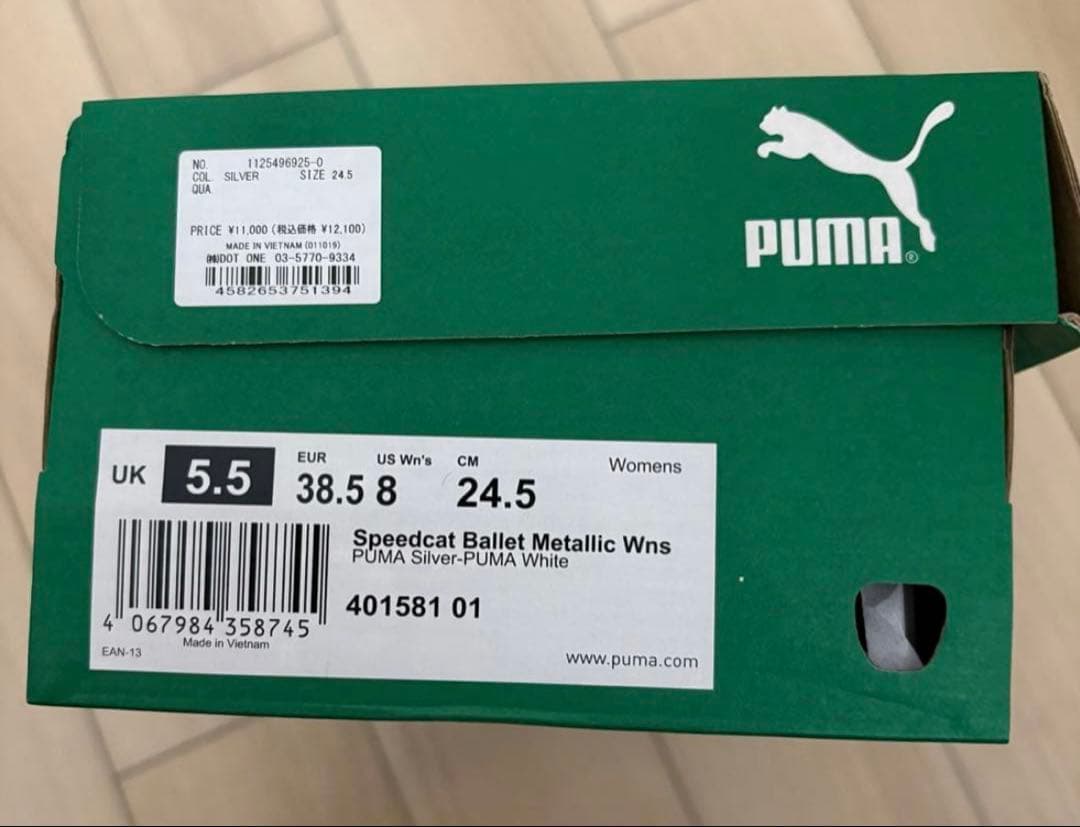 NO. 1125496925-0
COL. SILVER SIZE 24.5
QUA
PRICE ¥11,000 (税込価格 ¥12,100)
MADE IN VIETNAM (011019)
㈱DOT ONE 03-5770-9334
4582653751394
PUMA®
UK 5.5 EUR 38.5 US Wn's 8 CM 24.5 Womens
Speedcat Ballet Metallic Wns
PUMA Silver-PUMA White
401581 01
4 067984 358745
Made in Vietnam
EAN-13
www.puma.com